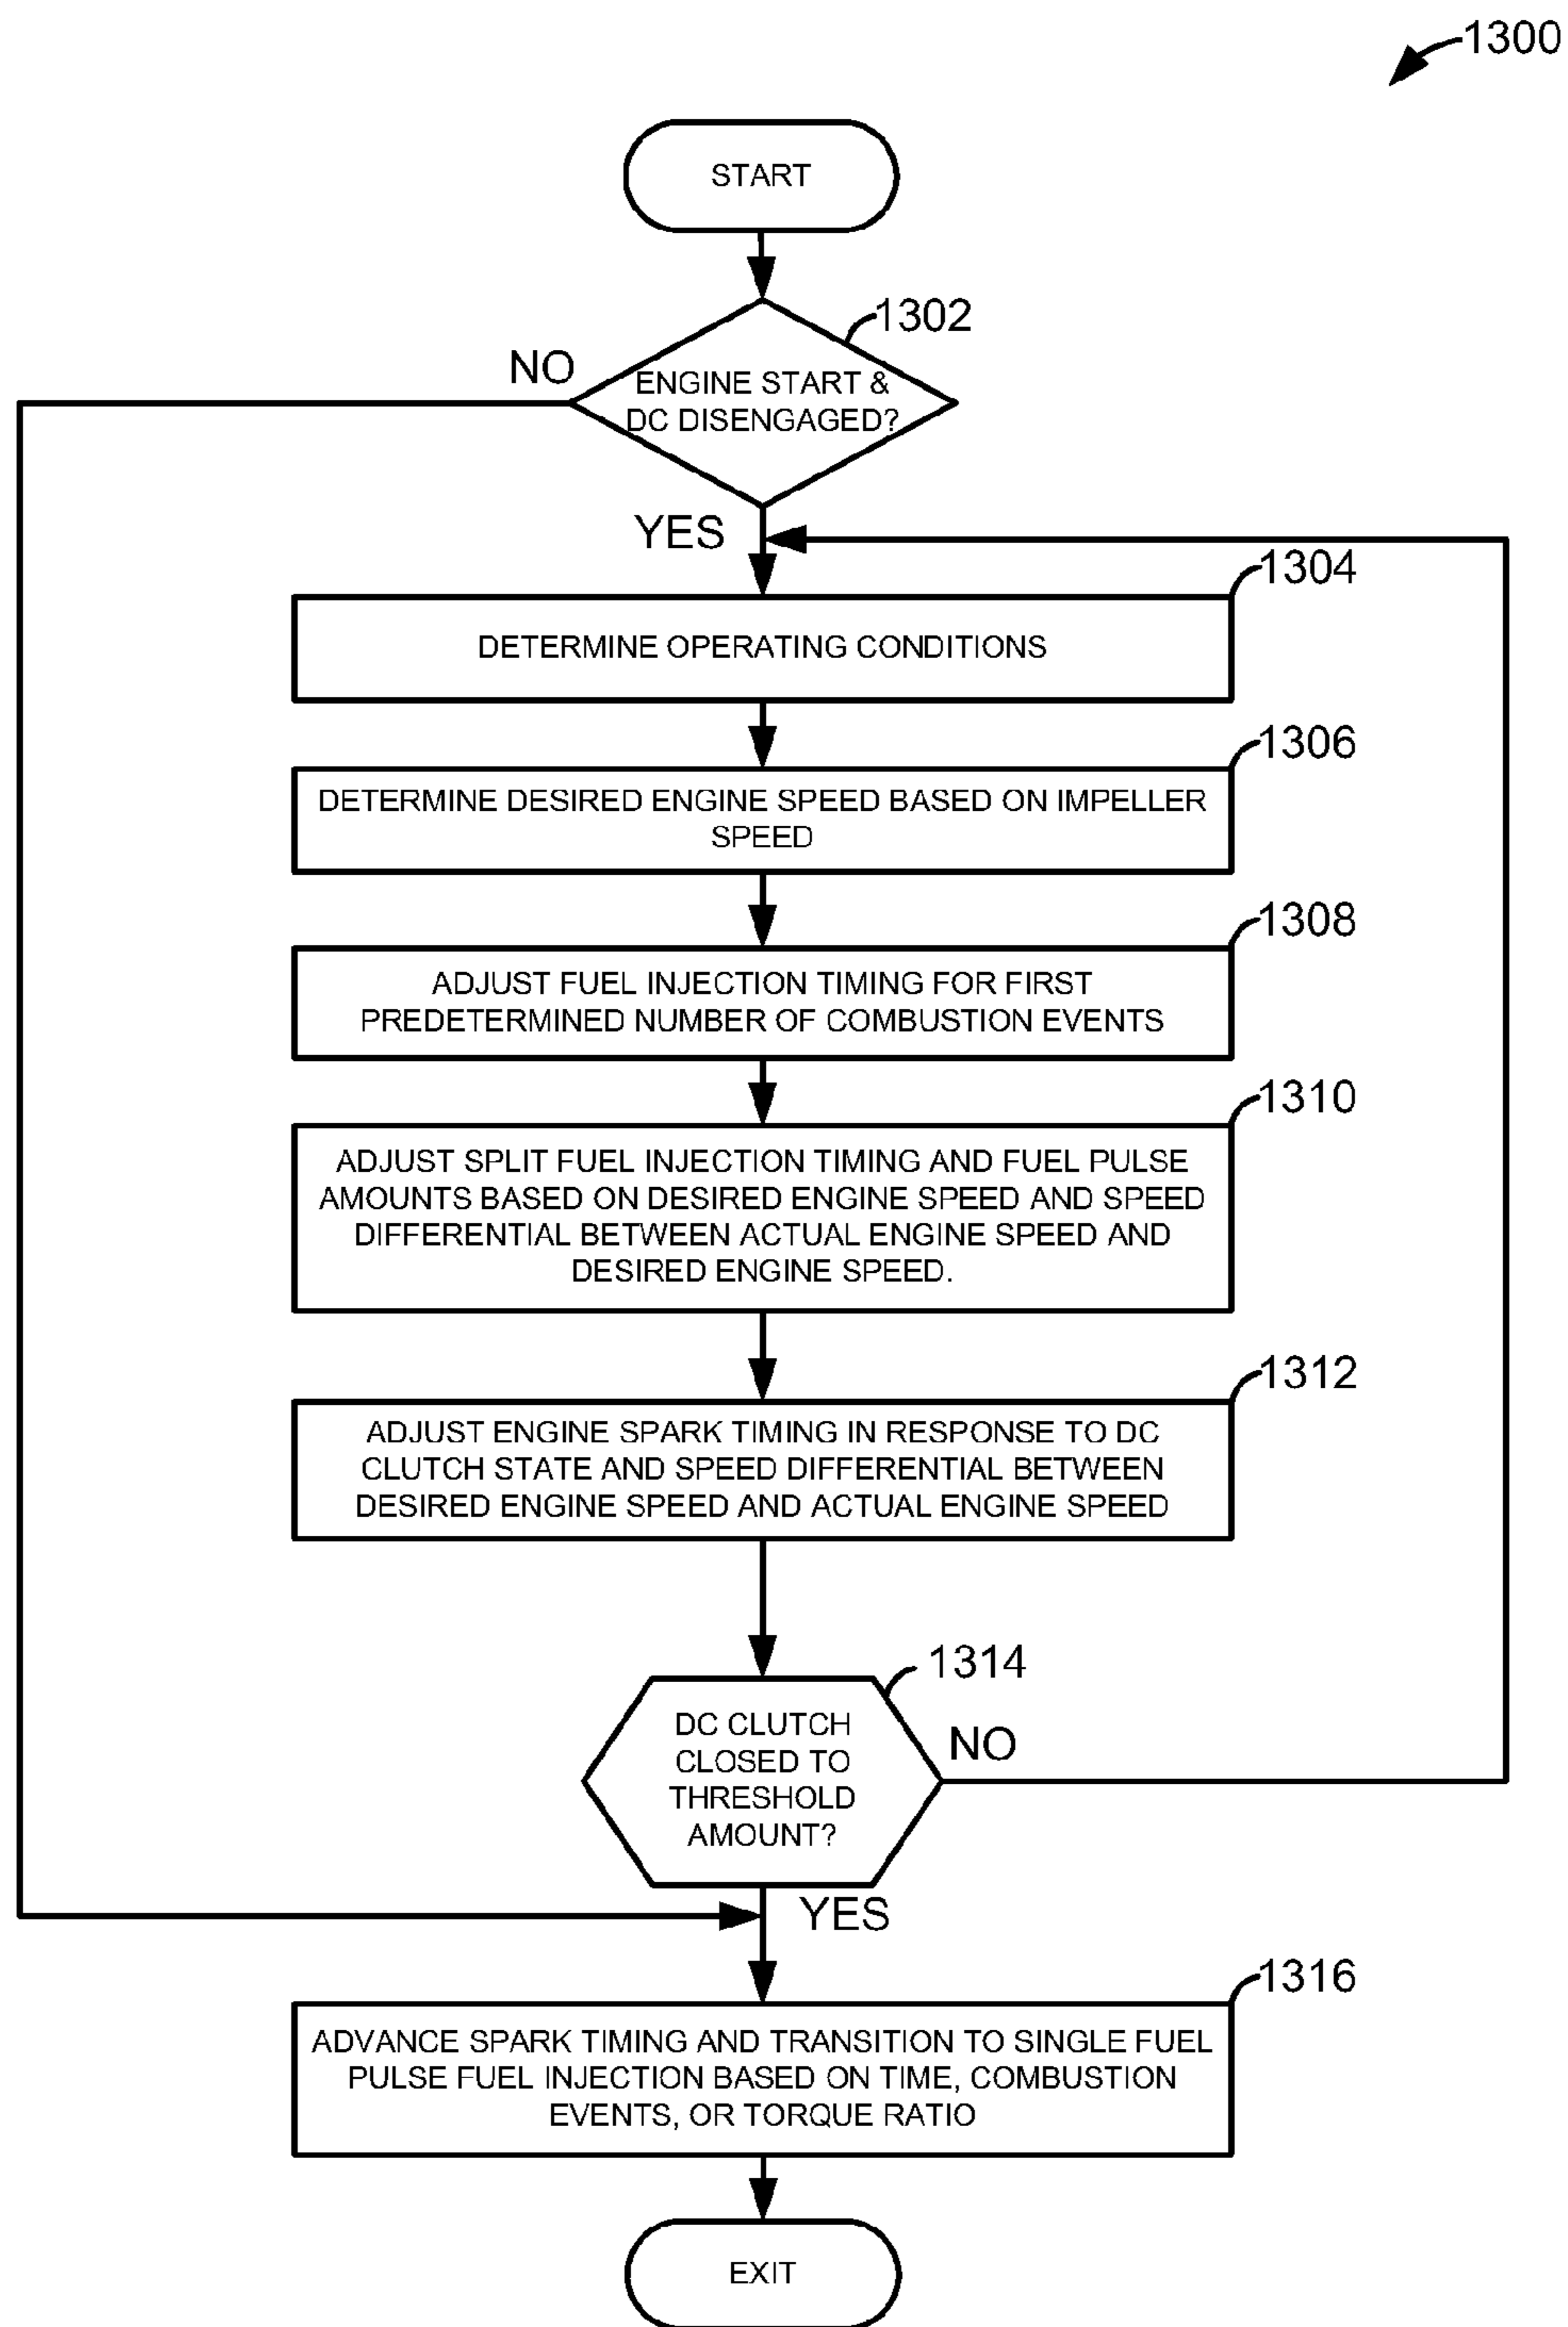 1300
START
1302
NO
ENGINE START &
DC DISENGAGED?
YES
1304
DETERMINE OPERATING CONDITIONS
1306
DETERMINE DESIRED ENGINE SPEED BASED ON IMPELLER
SPEED
1308
ADJUST FUEL INJECTION TIMING FOR FIRST
PREDETERMINED NUMBER OF COMBUSTION EVENTS
1310
ADJUST SPLIT FUEL INJECTION TIMING AND FUEL PULSE
AMOUNTS BASED ON DESIRED ENGINE SPEED AND SPEED
DIFFERENTIAL BETWEEN ACTUAL ENGINE SPEED AND
DESIRED ENGINE SPEED.
1312
ADJUST ENGINE SPARK TIMING IN RESPONSE TO DC
CLUTCH STATE AND SPEED DIFFERENTIAL BETWEEN
DESIRED ENGINE SPEED AND ACTUAL ENGINE SPEED
1314
DC CLUTCH
CLOSED TO
THRESHOLD
AMOUNT?
NO
YES
1316
ADVANCE SPARK TIMING AND TRANSITION TO SINGLE FUEL
PULSE FUEL INJECTION BASED ON TIME, COMBUSTION
EVENTS, OR TORQUE RATIO
EXIT